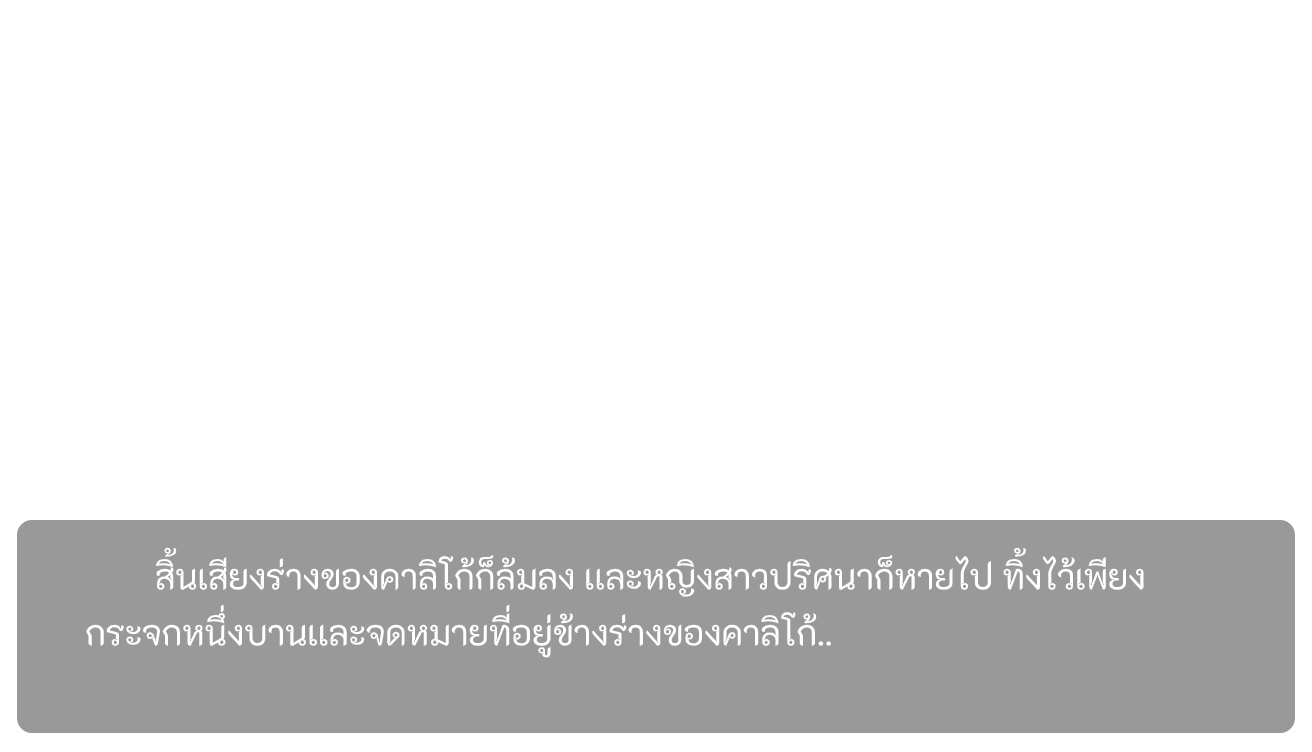 สิ้นเสียงร่างของคาลิโก้ก็ล้มลง และหญิงสาวปริศนาก็หายไป ทิ้งไว้เพียง
กระจกหนึ่งบานและจดหมายที่อยู่ข้างร่างของคาลิโก้..